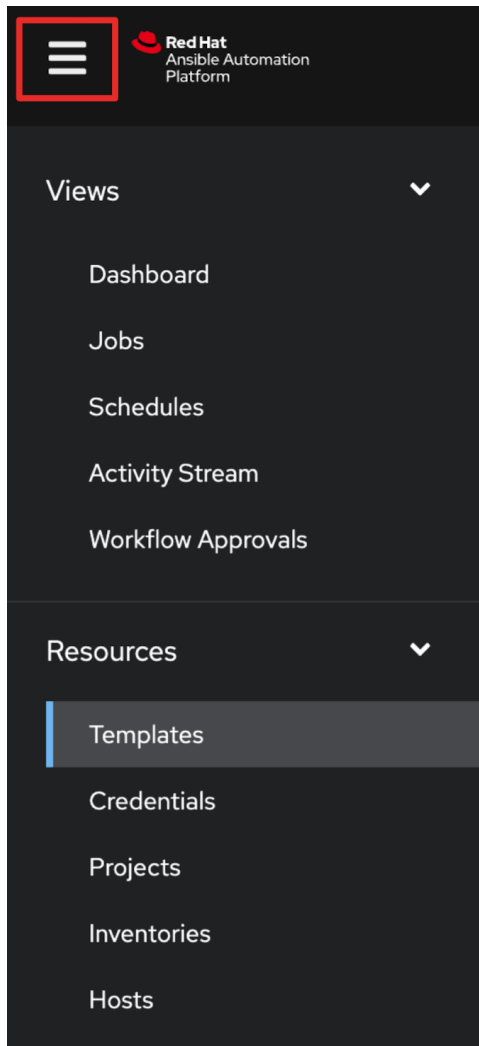 Red Hat
Ansible Automation
Platform
Views
Dashboard
Jobs
Schedules
Activity Stream
Workflow Approvals
Resources
Templates
Credentials
Projects
Inventories
Hosts